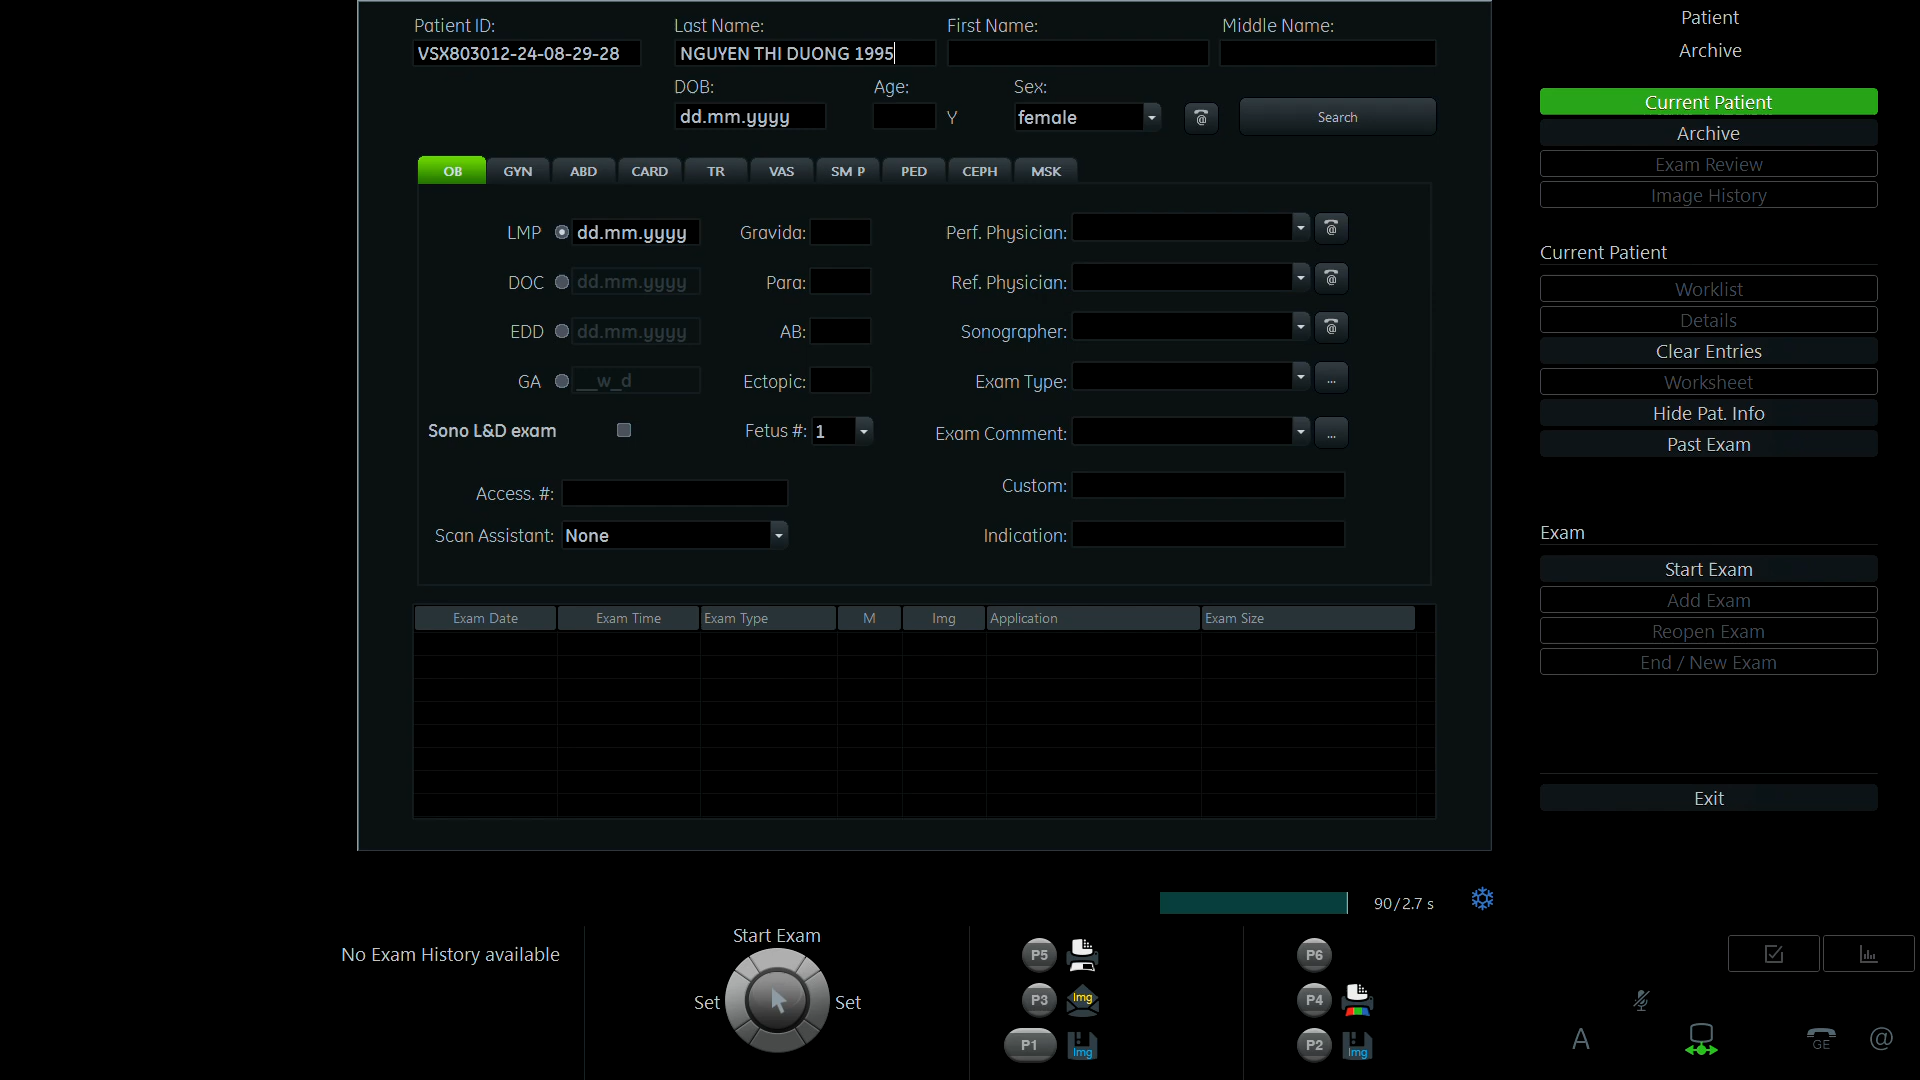 Patient ID: Last Name: First Name: Middle Name:
VSX803012-24-08-29-28 NGUYEN THI DUONG 1995
DOB: Age: Sex:
dd.mm.yyyy Y female @ Search
OB GYN ABD CARD TR VAS SM P PED CEPH MSK
LMP dd.mm.yyyy Gravida: Perf. Physician: @
DOC dd.mm.yyyy Para: Ref. Physician: @
EDD dd.mm.yyyy AB: Sonographer: @
GA __w_d Ectopic: Exam Type: ...
Sono L&D exam Fetus #: 1 Exam Comment: ...
Access. #: Custom:
Scan Assistant: None Indication:
Exam Date Exam Time Exam Type M Img Application Exam Size
Patient
Archive
Current Patient
Archive
Exam Review
Image History
Current Patient
Worklist
Details
Clear Entries
Worksheet
Hide Pat. Info
Past Exam
Exam
Start Exam
Add Exam
Reopen Exam
End / New Exam
Exit
90/2.7 s
No Exam History available
Start Exam
Set Set
P5 P6
P3 Img P4
P1 Img P2 Img
A GE @